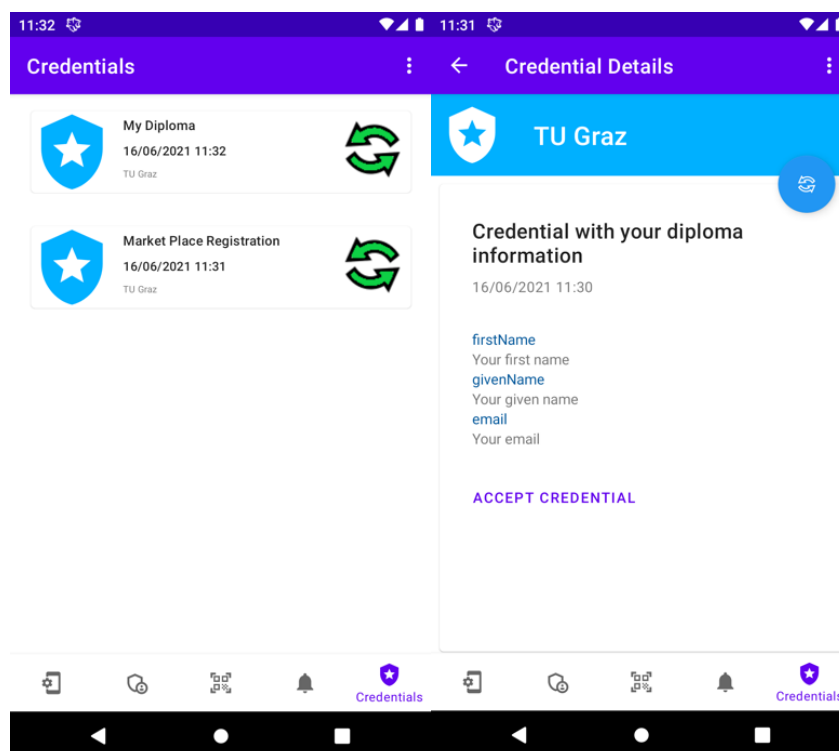 11:32
Credentials
My Diploma
16/06/2021 11:32
TU Graz
Market Place Registration
16/06/2021 11:31
TU Graz
Credentials
11:31
Credential Details
TU Graz
Credential with your diploma
information
16/06/2021 11:30
firstName
Your first name
givenName
Your given name
email
Your email
ACCEPT CREDENTIAL
Credentials